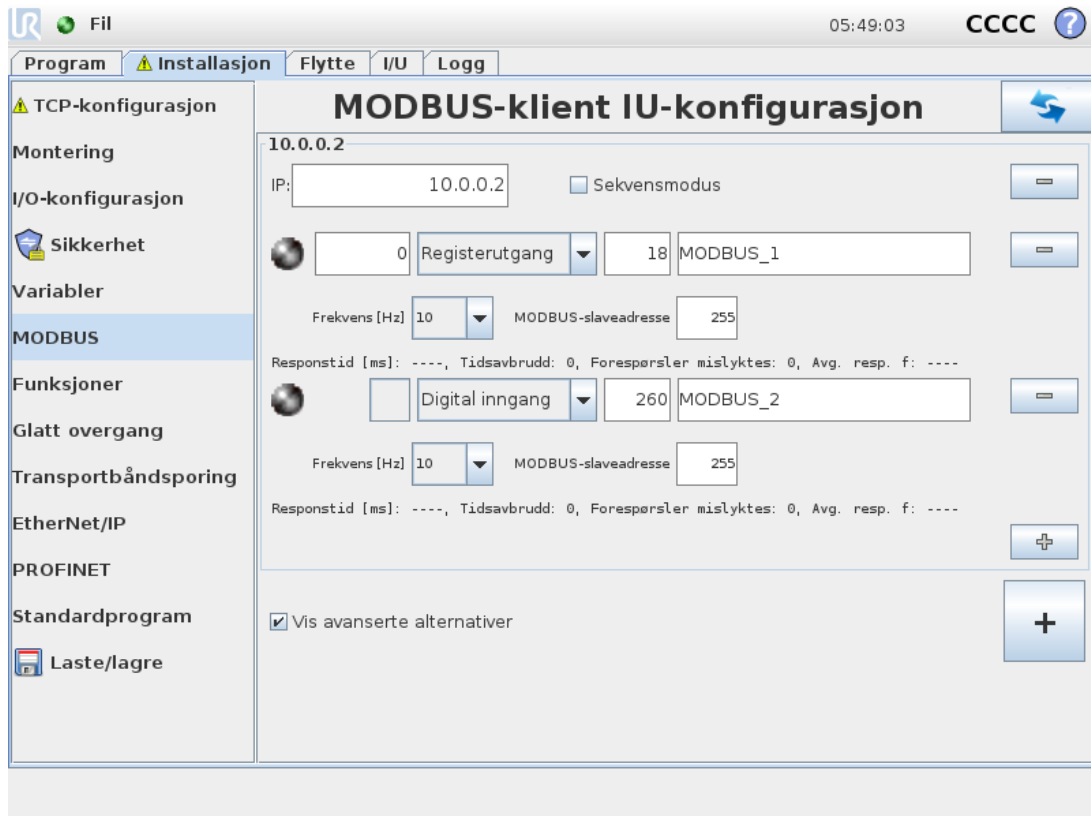 UR Fil 05:49:03 CCCC ?
Program Installasjon Flytte I/U Logg
TCP-konfigurasjon
Montering
I/O-konfigurasjon
Sikkerhet
Variabler
MODBUS
Funksjoner
Glatt overgang
Transportbåndsporing
EtherNet/IP
PROFINET
Standardprogram
Laste/lagre
MODBUS-klient IU-konfigurasjon
10.0.0.2
IP: 10.0.0.2 Sekvensmodus
0 Registerutgang 18 MODBUS_1
Frekvens [Hz] 10 MODBUS-slaveadresse 255
Responstid [ms]: ----, Tidsavbrudd: 0, Forespørsler mislyktes: 0, Avg. resp. f: ----
Digital inngang 260 MODBUS_2
Frekvens [Hz] 10 MODBUS-slaveadresse 255
Responstid [ms]: ----, Tidsavbrudd: 0, Forespørsler mislyktes: 0, Avg. resp. f: ----
Vis avanserte alternativer